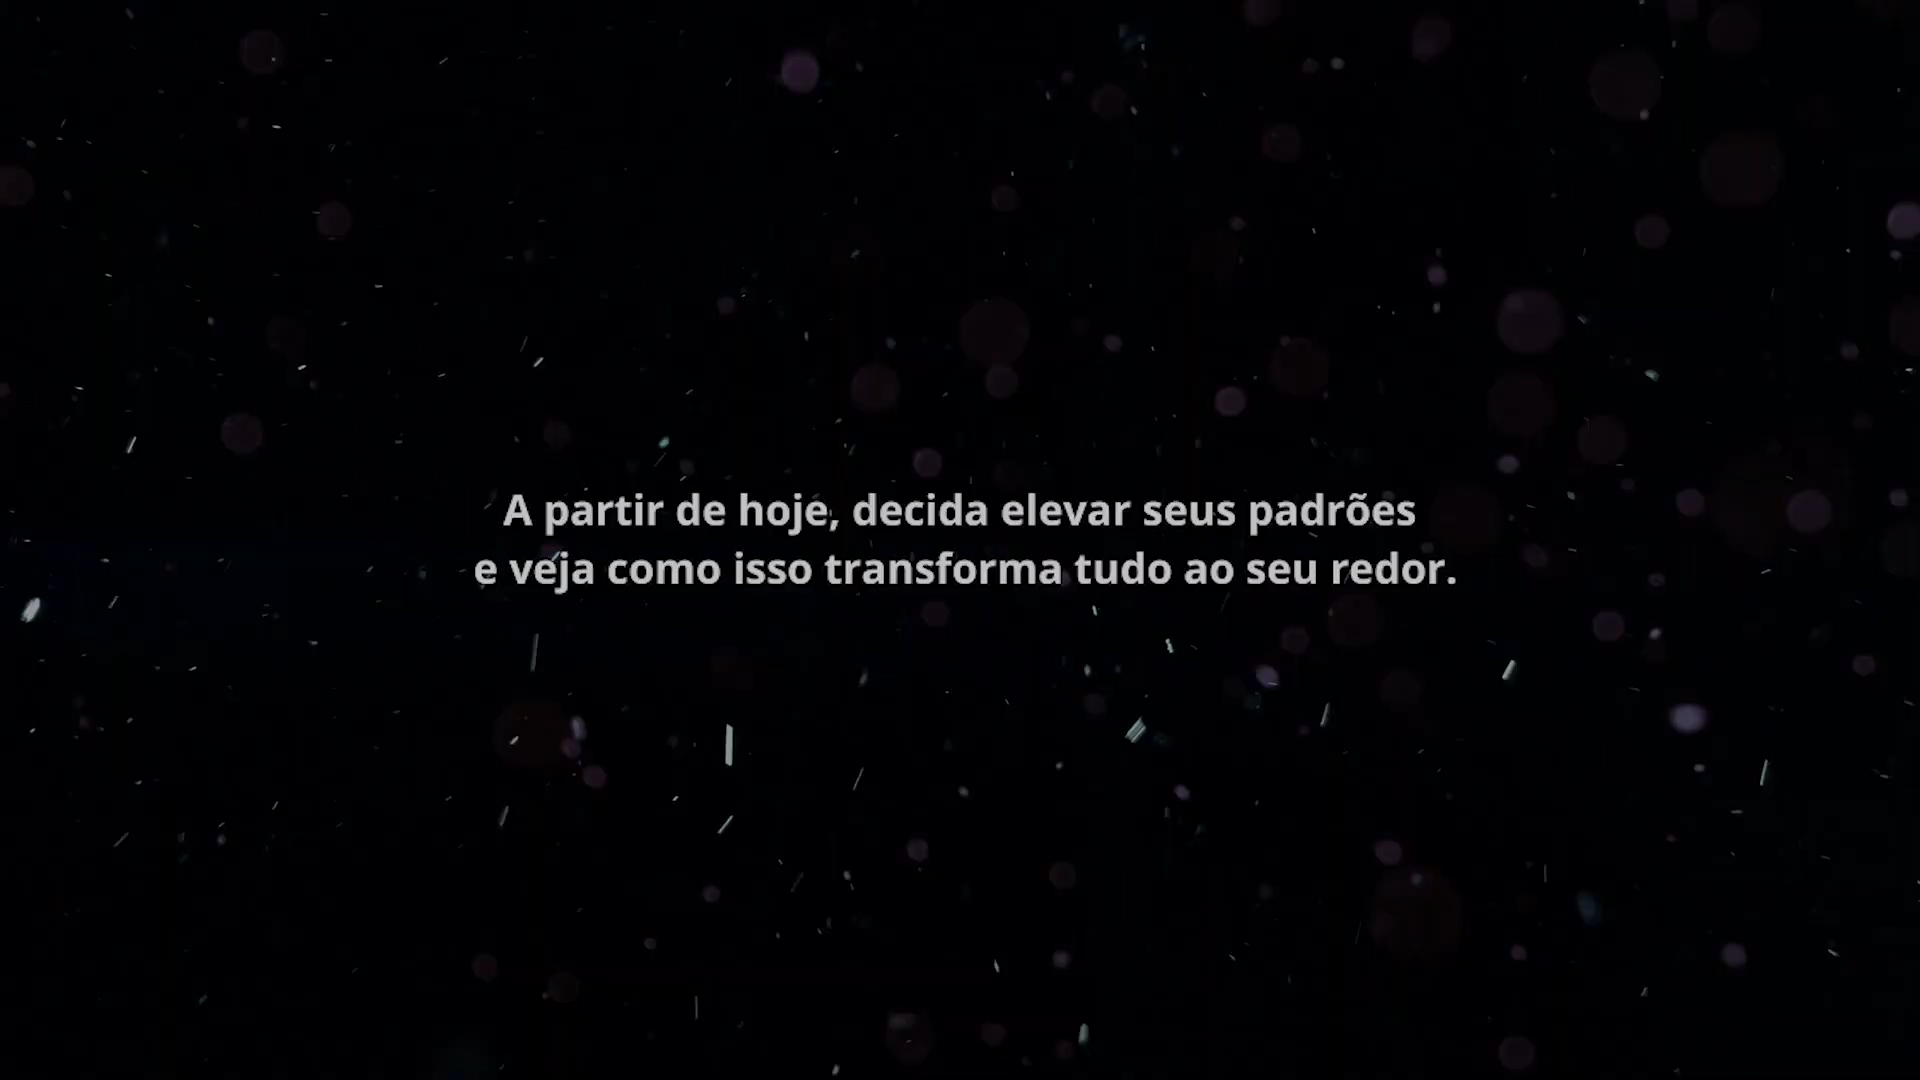 A partir de hoje, decida elevar seus padrões
e veja como isso transforma tudo ao seu redor.